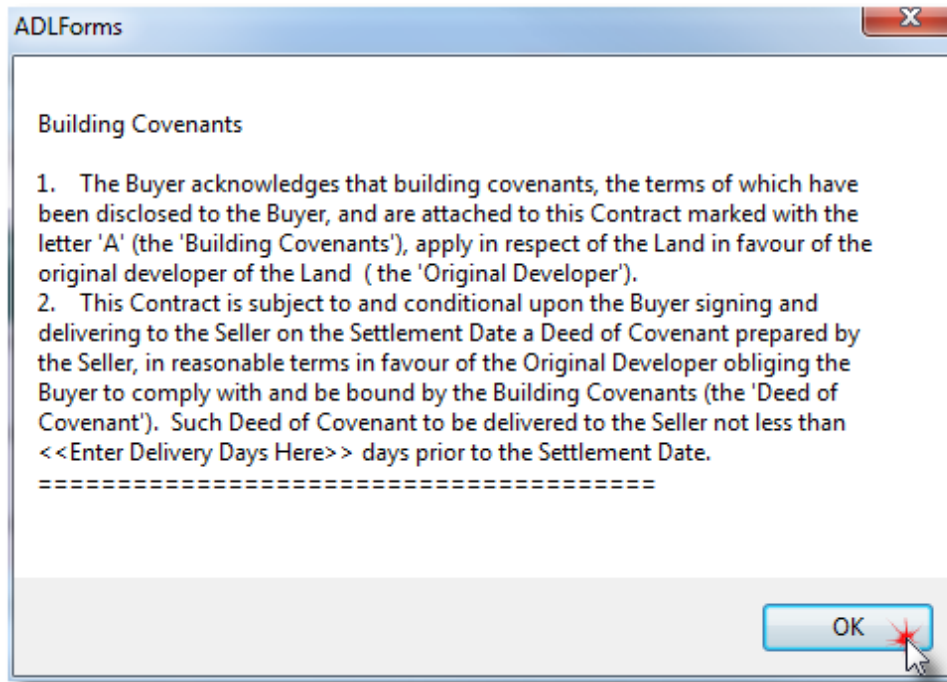 ADLForms
Building Covenants
1. The Buyer acknowledges that building covenants, the terms of which have
been disclosed to the Buyer, and are attached to this Contract marked with the
letter 'A' (the 'Building Covenants'), apply in respect of the Land in favour of the
original developer of the Land ( the 'Original Developer').
2. This Contract is subject to and conditional upon the Buyer signing and
delivering to the Seller on the Settlement Date a Deed of Covenant prepared by
the Seller, in reasonable terms in favour of the Original Developer obliging the
Buyer to comply with and be bound by the Building Covenants (the 'Deed of
Covenant'). Such Deed of Covenant to be delivered to the Seller not less than
<<Enter Delivery Days Here>> days prior to the Settlement Date.
=========================================
OK